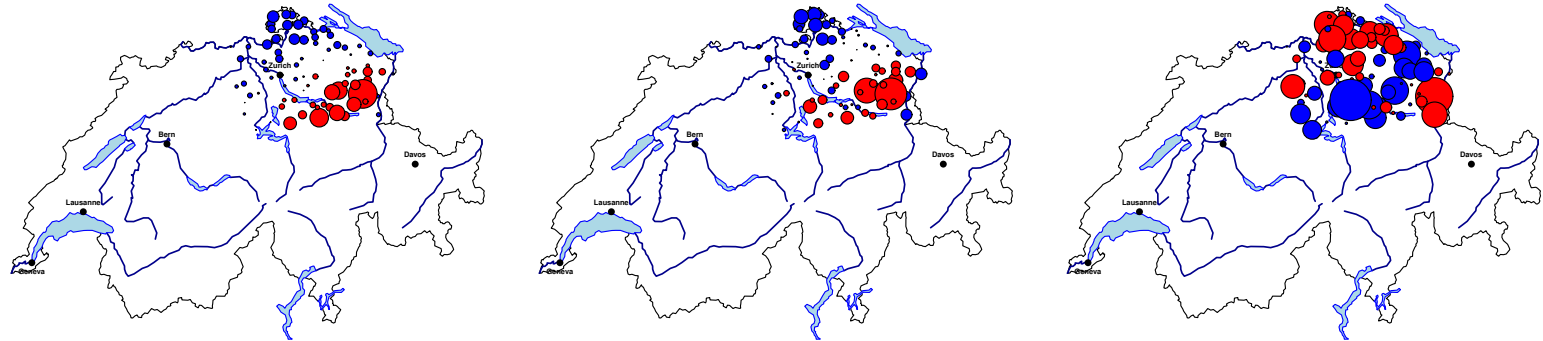 Zurich
Bern
Davos
Lausanne
Geneva
Zurich
Bern
Davos
Lausanne
Geneva
Bern
Davos
Lausanne
Geneva